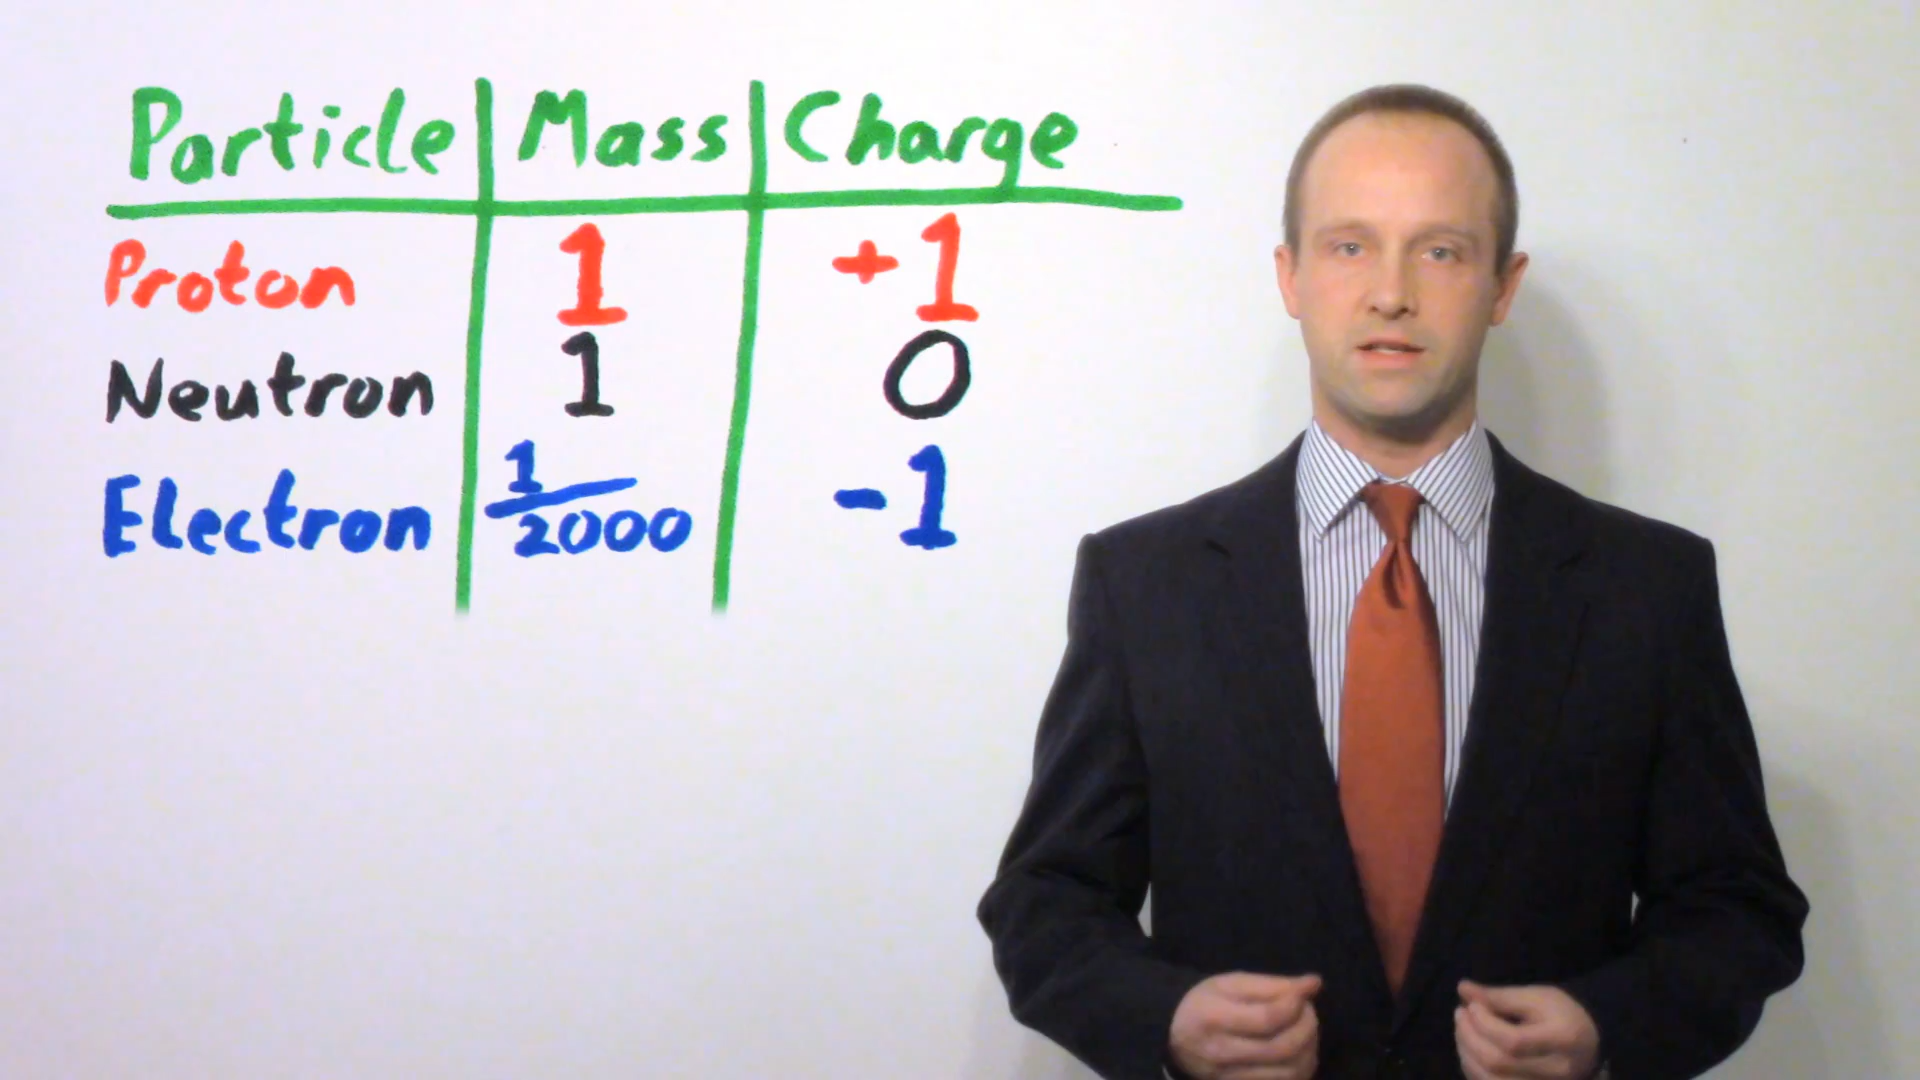 Particle Mass Charge
Proton 1 +1
Neutron 1 0
Electron 1/2000 -1